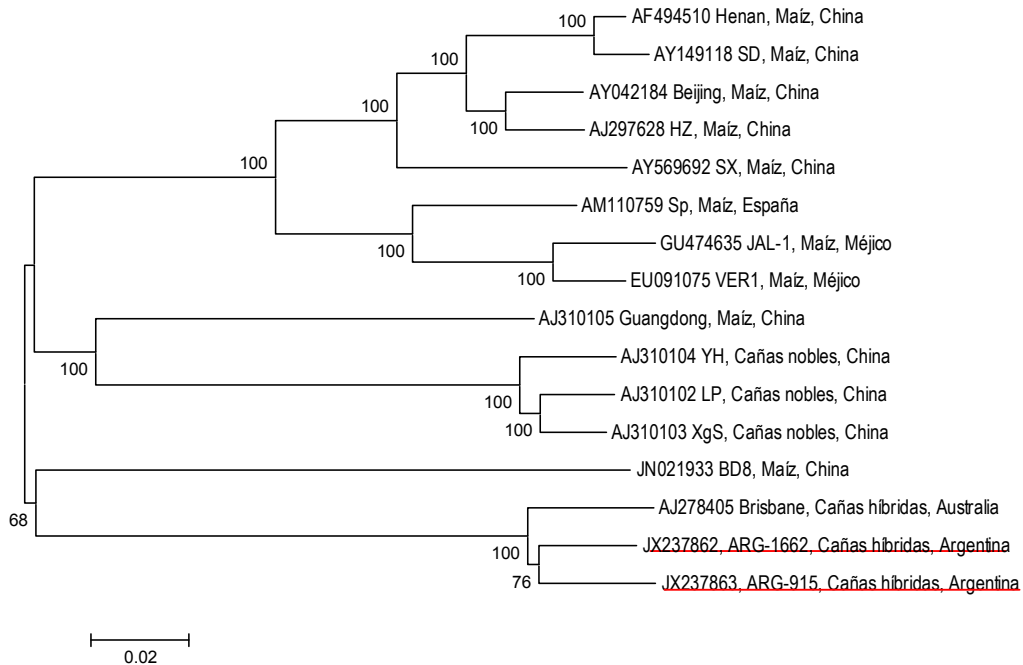 100
AF494510 Henan, Maíz, China
AY149118 SD, Maíz, China
100
AY042184 Beijing, Maíz, China
100
AJ297628 HZ, Maíz, China
100
AY569692 SX, Maíz, China
100
AM110759 Sp, Maíz, España
100
GU474635 JAL-1, Maíz, Méjico
100
EU091075 VER1, Maíz, Méjico
AJ310105 Guangdong, Maíz, China
100
AJ310104 YH, Cañas nobles, China
100
AJ310102 LP, Cañas nobles, China
100
AJ310103 XgS, Cañas nobles, China
JN021933 BD8, Maíz, China
68
AJ278405 Brisbane, Cañas híbridas, Australia
100
JX237862, ARG-1662, Cañas híbridas, Argentina
76
JX237863, ARG-915, Cañas híbridas, Argentina
0.02